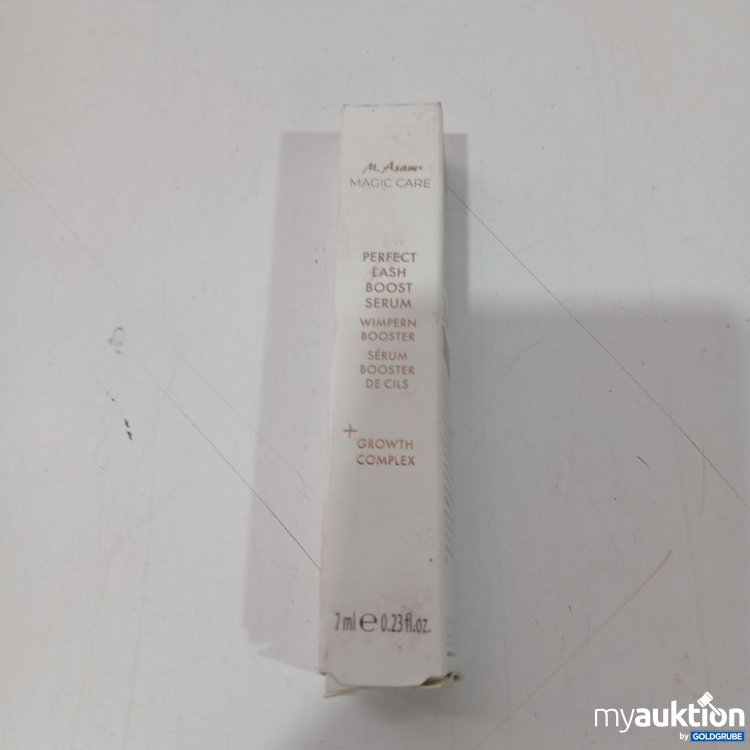 M. Asam®
MAGIC CARE
PERFECT
LASH
BOOST
SERUM
WIMPERN
BOOSTER
SÉRUM
BOOSTER
DE CILS
+
GROWTH
COMPLEX
7 ml ℮ 0.23 fl.oz.
myauktion
by GOLDGRUBE